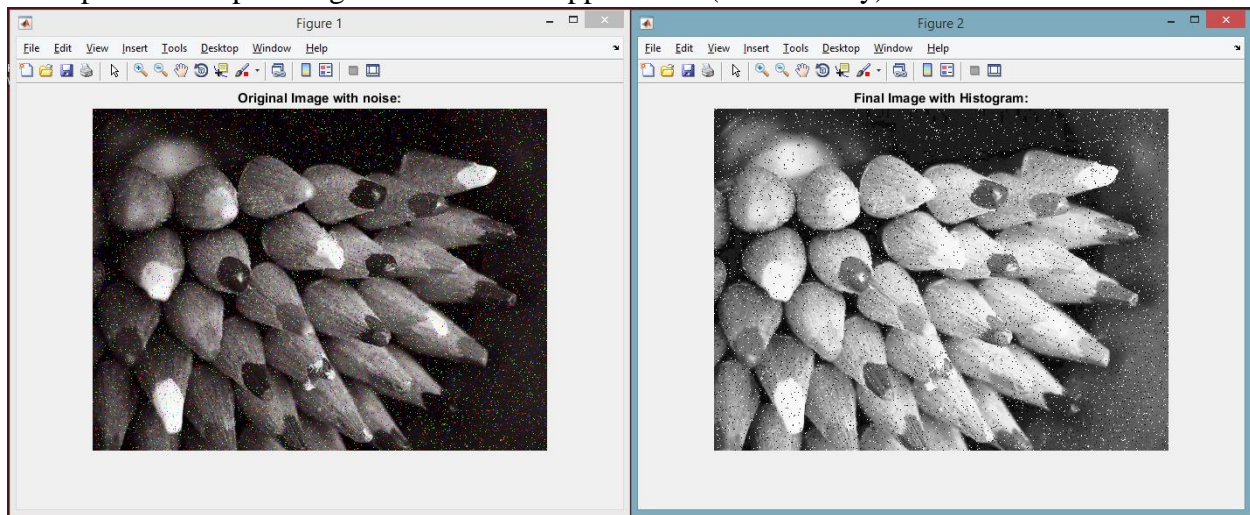 Figure 1
File Edit View Insert Tools Desktop Window Help
Original Image with noise:
Figure 2
File Edit View Insert Tools Desktop Window Help
Final Image with Histogram: